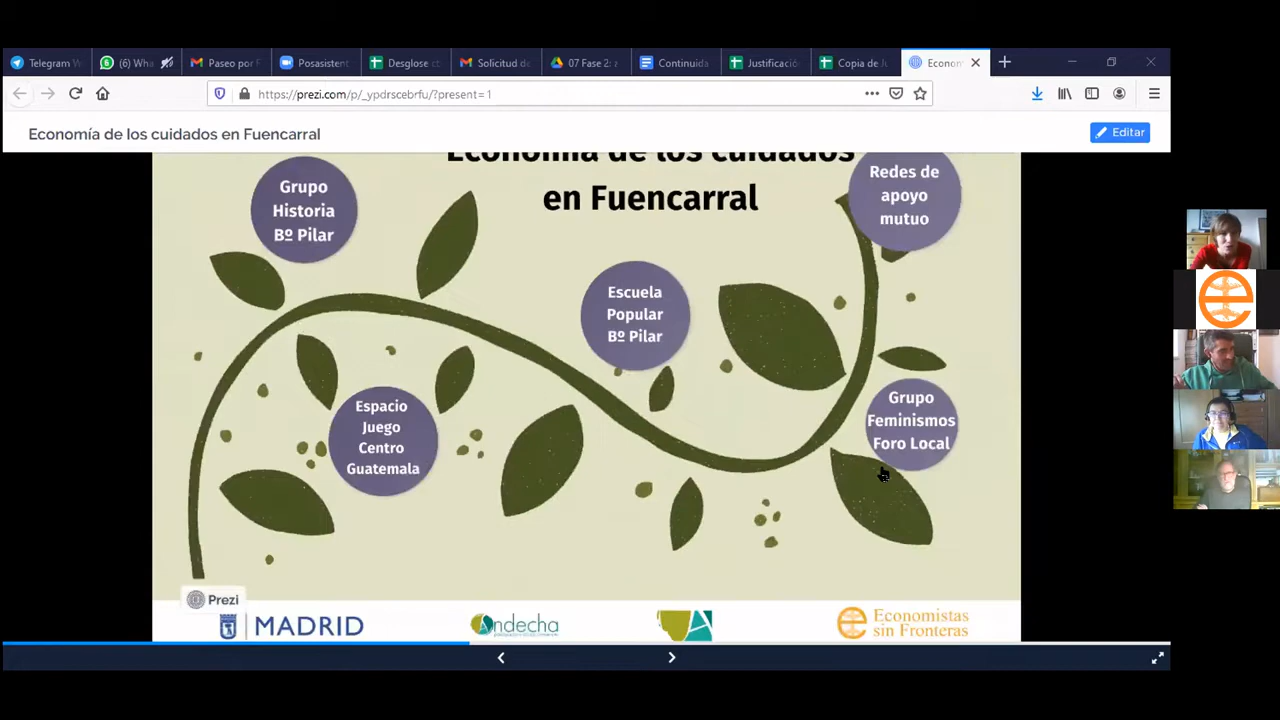 Telegram W
(6) Wha
Paseo por F
Posasistent
Desglose c
Solicitud de
07 Fase 2: a
Continuida
Justificació
Copia de Ju
Econom
https://prezi.com/p/_ypdrscebrfu/?present=1
Economía de los cuidados en Fuencarral
Editar
Economía de los cuidados
en Fuencarral
Grupo
Historia
Bº Pilar
Redes de
apoyo
mutuo
Escuela
Popular
Bº Pilar
Espacio
Juego
Centro
Guatemala
Grupo
Feminismos
Foro Local
Prezi
MADRID
Andecha
Economistas
sin Fronteras